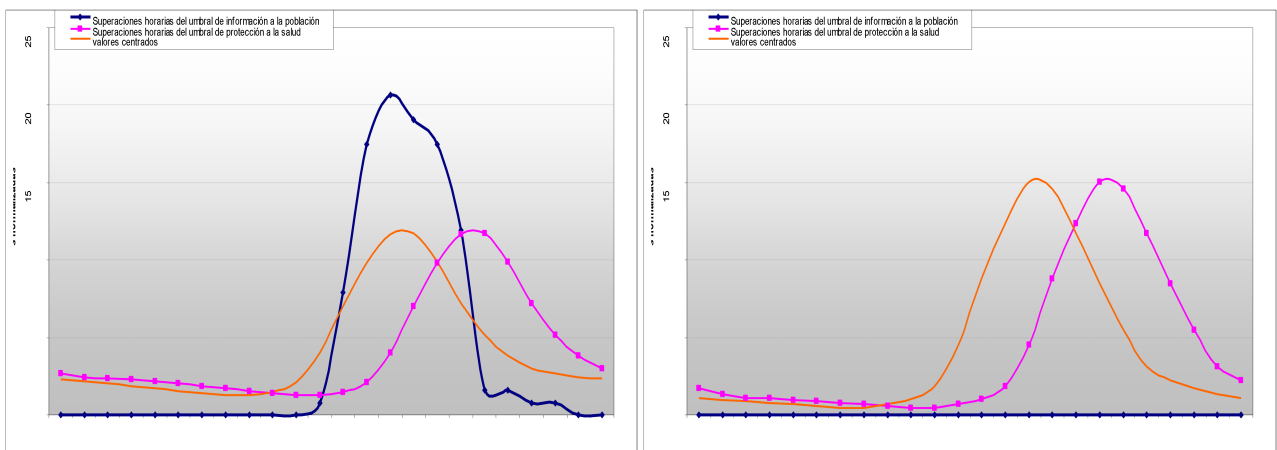 Superaciones horarias del umbral de información a la población
Superaciones horarias del umbral de protección a la salud
valores centrados
25
20
15
Superaciones horarias del umbral de información a la población
Superaciones horarias del umbral de protección a la salud
valores centrados
25
20
15